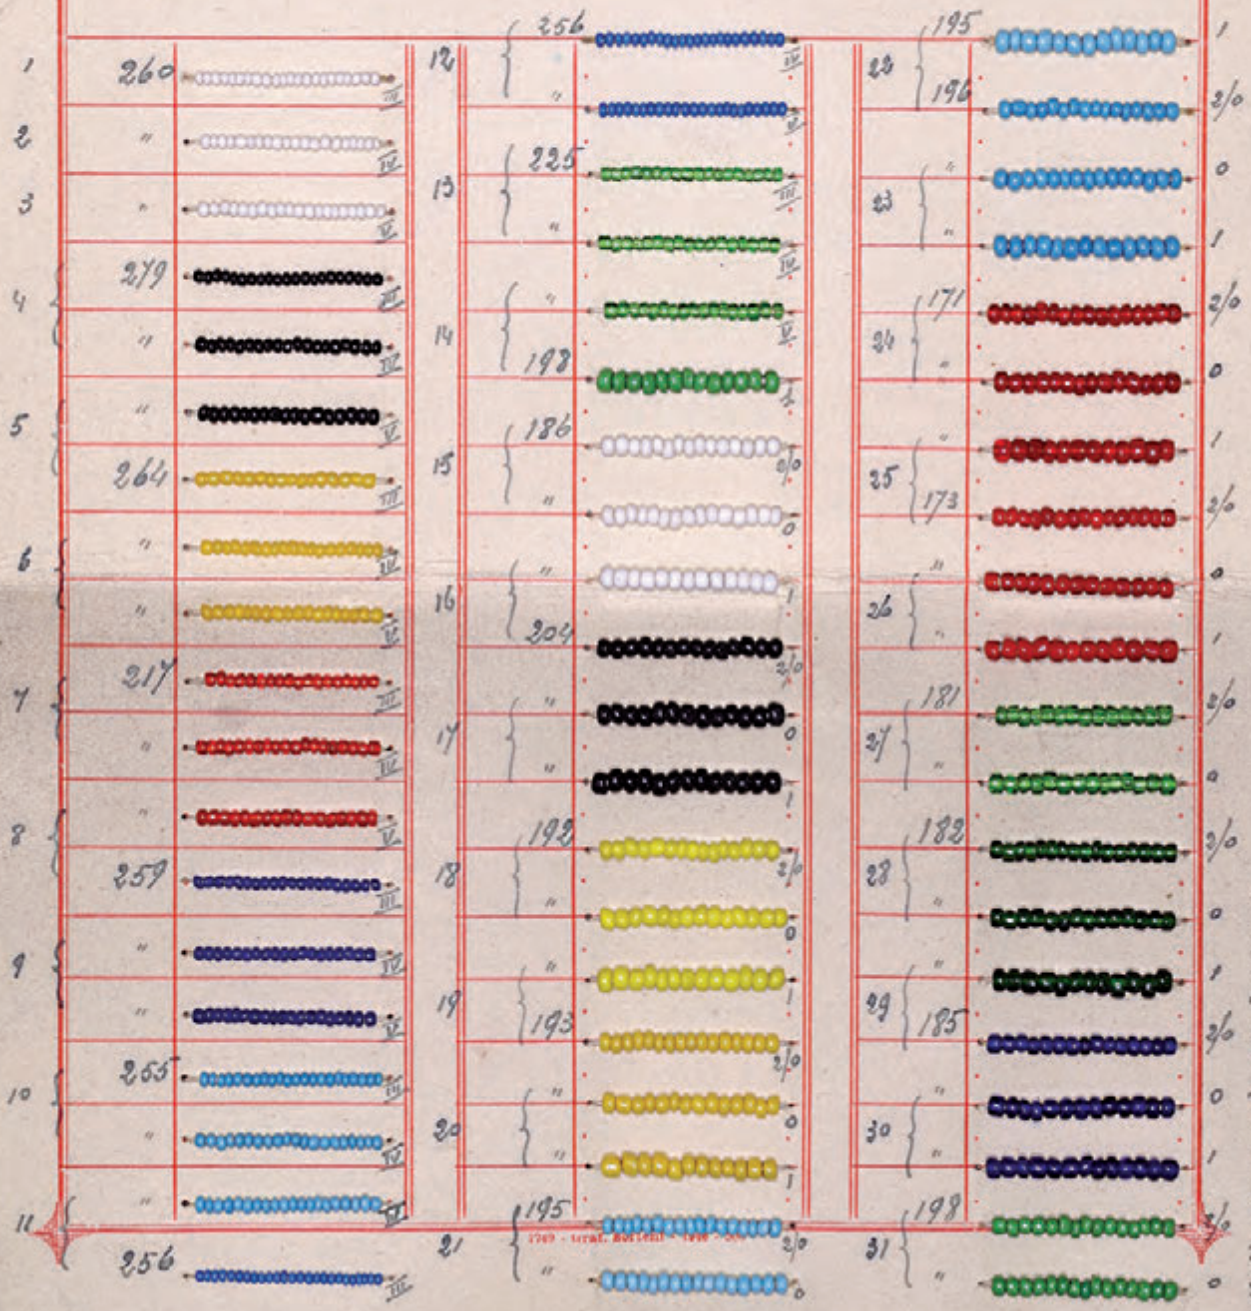 1 260 III
2 " IV
3 " V
4 279 III
" IV
5 " V
264 III
6 " IV
" V
7 217 III
" IV
8 " V
259 III
9 " IV
" V
10 255 III
" IV
11 " V
256 III
12 256 IV
" V
13 225 III
" IV
14 " V
198 1
15 186 2/0
" 0
16 " 1
204 2/0
17 " 0
" 1
18 192 2/0
" 0
19 " 1
193 2/0
20 " 0
" 1
21 195 2/0
" 0
22 195 1
196 2/0
23 " 0
" 1
24 171 2/0
" 0
25 " 1
173 2/0
26 " 0
" 1
27 181 2/0
" 0
28 182 2/0
" 0
29 " 1
185 2/0
30 " 0
" 1
31 198 2/0
" 0